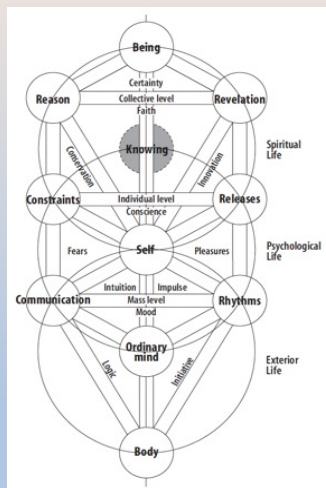 Being
Certainty
Reason
Collective level
Revelation
Faith
Knowing
Spiritual
Life
Conservation
Innovation
Constraints
Individual level
Releases
Conscience
Fears
Self
Pleasures
Psychological
Life
Intuition
Impulse
Communication
Mass level
Rhythms
Mood
Ordinary
mind
Exterior
Life
Logic
Initiative
Body